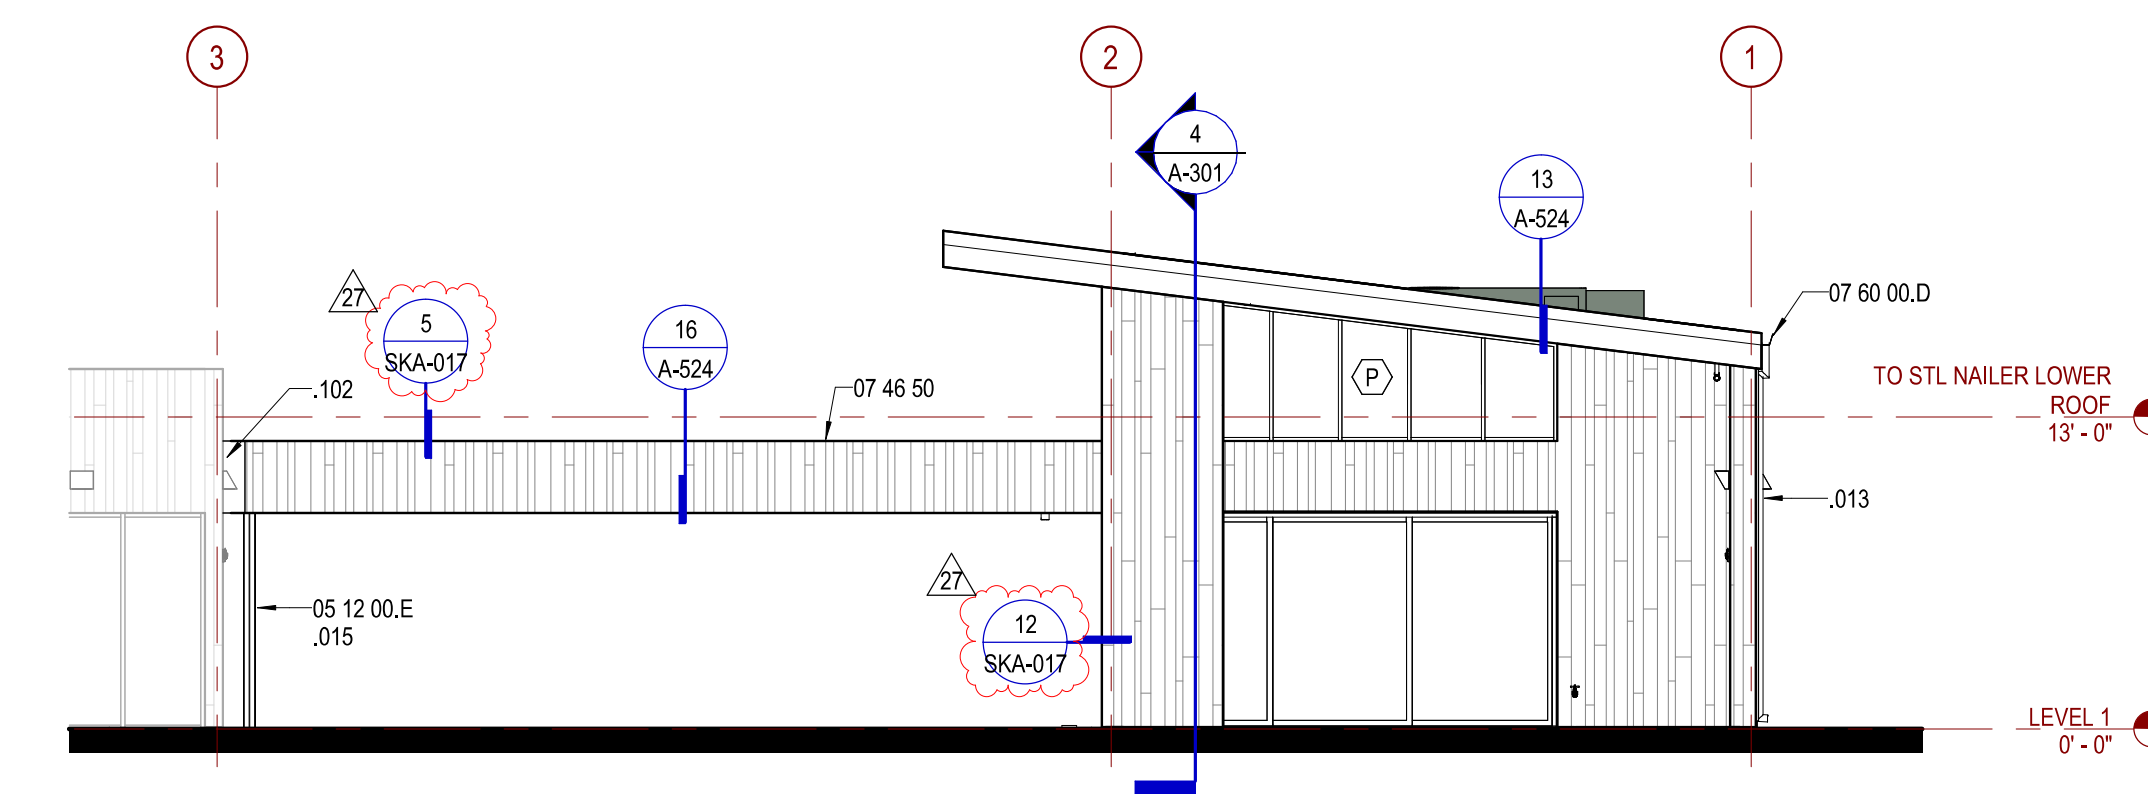 3
2
1
4
A-301
13
A-524
27
5
SKA-017
16
A-524
07 60 00.D
.102
07 46 50
P
TO STL NAILER LOWER
ROOF
13' - 0"
.013
05 12 00.E
.015
27
12
SKA-017
LEVEL 1
0' - 0"